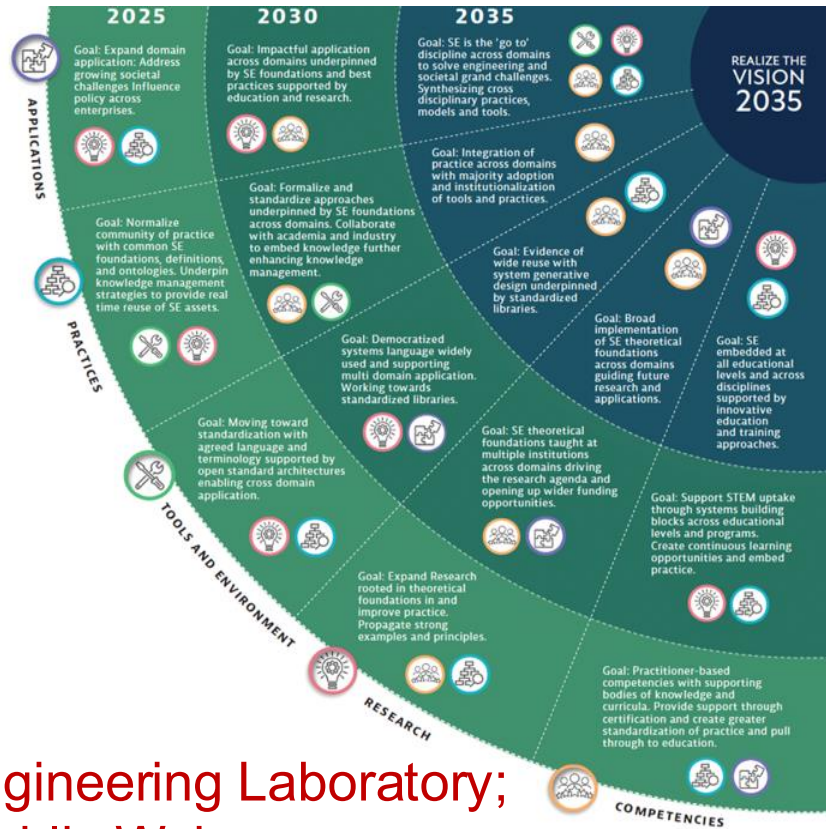 2025
2030
2035
REALIZE THE
VISION
2035
APPLICATIONS
Goal: Expand domain
application: Address
growing societal
challenges Influence
policy across
enterprises.
Goal: Impactful application
across domains underpinned
by SE foundations and best
practices supported by
education and research.
Goal: SE is the 'go to'
discipline across domains
to solve engineering and
societal grand challenges.
Synthesizing cross
disciplinary practices,
models and tools.
PRACTICES
Goal: Normalize
community of practice
with common SE
foundations, definitions,
and ontologies. Underpin
knowledge management
strategies to provide real
time reuse of SE assets.
Goal: Formalize and
standardize approaches
underpinned by SE foundations
across domains. Collaborate
with academia and industry
to embed knowledge further
enhancing knowledge
management.
Goal: Integration of
practice across domains
with majority adoption
and institutionalization
of tools and practices.
TOOLS AND ENVIRONMENT
Goal: Moving toward
standardization with
agreed language and
terminology supported by
open standard architectures
enabling cross domain
application.
Goal: Democratized
systems language widely
used and supporting
multi domain application.
Working towards
standardized libraries.
Goal: Evidence of
wide reuse with
system generative
design underpinned
by standardized
libraries.
RESEARCH
Goal: Expand Research
rooted in theoretical
foundations in and
improve practice.
Propagate strong
examples and principles.
Goal: SE theoretical
foundations taught at
multiple institutions
across domains driving
the research agenda and
opening up wider funding
opportunities.
Goal: Broad
implementation
of SE theoretical
foundations
across domains
guiding future
research and
applications.
COMPETENCIES
Goal: Practitioner-based
competencies with supporting
bodies of knowledge and
curricula. Provide support through
certification and create greater
standardization of practice and pull
through to education.
Goal: Support STEM uptake
through systems building
blocks across educational
levels and programs.
Create continuous learning
opportunities and embed
practice.
Goal: SE
embedded at
all educational
levels and across
disciplines
supported by
innovative
education
and training
approaches.
gineering Laboratory;